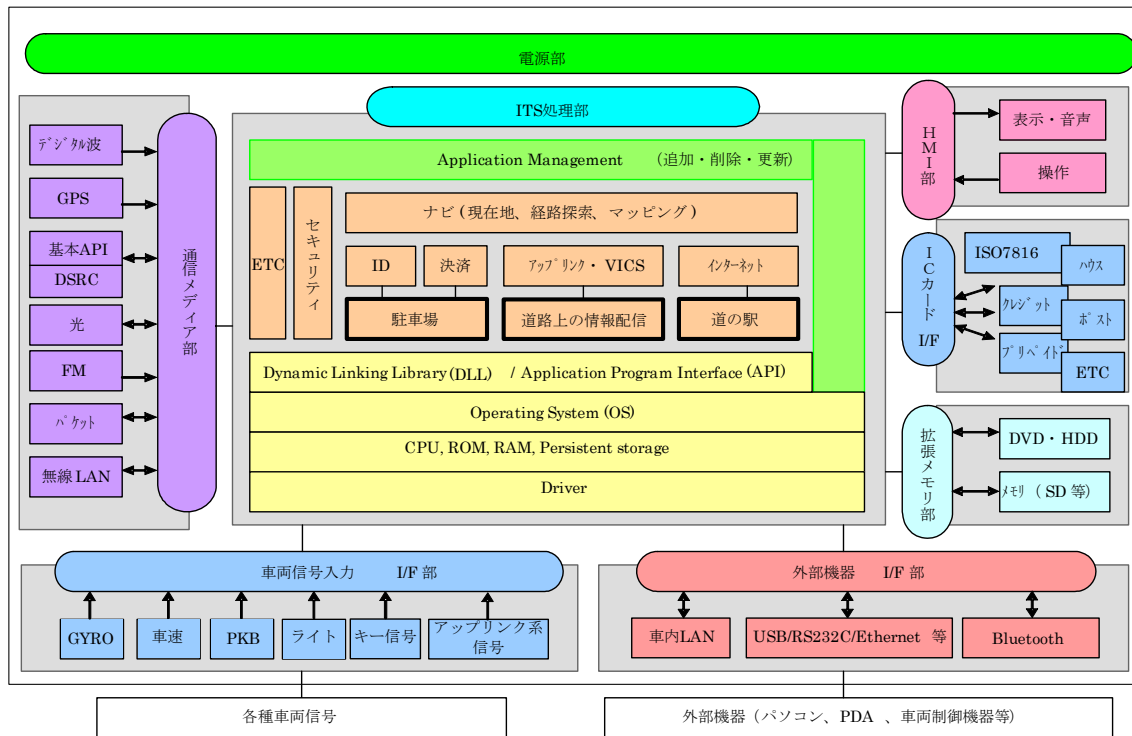 電源部
ITS処理部
デジタル波
GPS
基本API
DSRC
光
FM
パケット
無線 LAN
通信メディア部
Application Management (追加・削除・更新)
ETC
セキュリティ
ナビ ( 現在地、経路探索、マッピング )
ID
決済
アップリンク・ VICS
インターネット
駐車場
道路上の情報配信
道の駅
Dynamic Linking Library (DLL) / Application Program Interface (API)
Operating System (OS)
CPU, ROM, RAM, Persistent storage
Driver
HMI部
表示・音声
操作
ICカード I/F
ISO7816
ハウス
クレジット
ポスト
プリペイド
ETC
拡張メモリ部
DVD・HDD
メモリ ( SD 等)
車両信号入力 I/F 部
GYRO
車速
PKB
ライト
キー信号
アップリンク系
信号
外部機器 I/F 部
車内LAN
USB/RS232C/Ethernet 等
Bluetooth
各種車両信号
外部機器 (パソコン、PDA 、車両制御機器等)